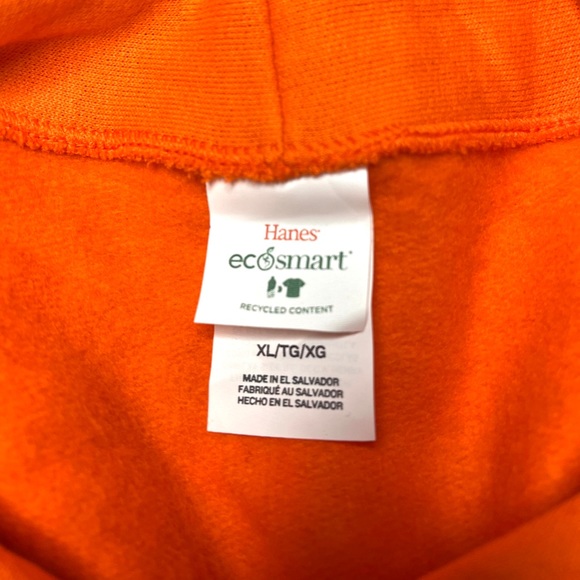 Hanes
ecosmart
RECYCLED CONTENT
XL/TG/XG
MADE IN EL SALVADOR
FABRIQUÉ AU SALVADOR
HECHO EN EL SALVADOR